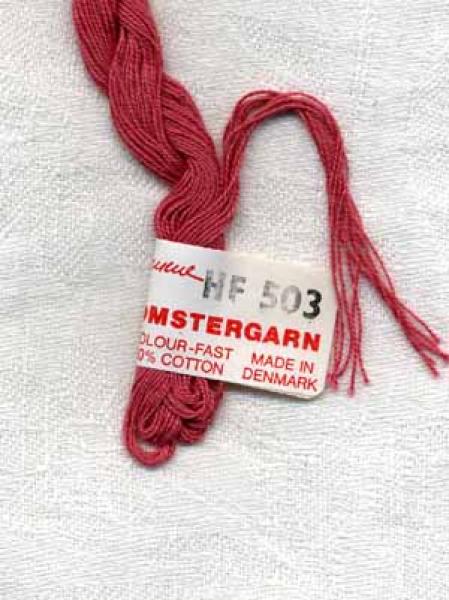 HF 503
OMSTERGARN
OLOUR-FAST MADE IN
0% COTTON DENMARK